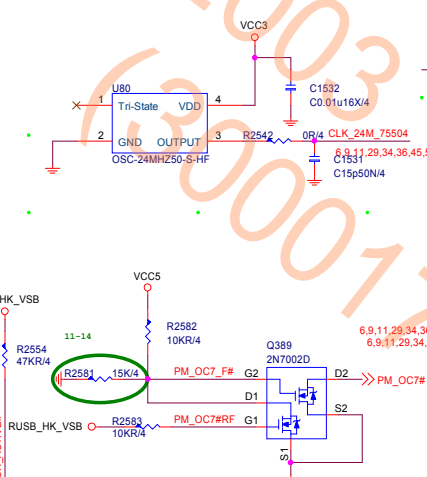 VCC3
U80
1
Tri-State
VDD
4
C1532
C0.01u16X/4
2
GND
OUTPUT
3
R2542
0R/4
CLK_24M_75504
OSC-24MHZ50-S-HF
6,9,11,29,34,36,45,5
C1531
C15p50N/4
(300017
003
VCC5
HK_VSB
R2554
47KR/4
11-14
R2582
10KR/4
Q389
2N7002D
6,9,11,29,34,3
6,9,11,29,34,
R2581
15K/4
PM_OC7_F#
G2
D2
PM_OC7#
D1
S2
RUSB_HK_VSB
R2583
10KR/4
PM_OC7#RF
G1
S1